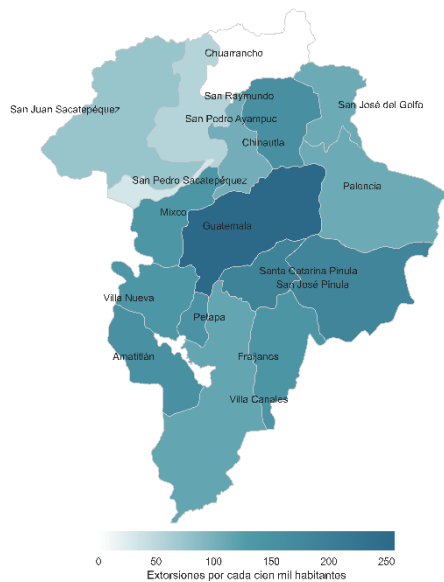 Chuarrancho
San Raymundo
San Juan Sacatepéquez
San José del Golfo
San Pedro Ayampuc
Chinautla
San Pedro Sacatepéquez
Palencia
Mixco
Guatemala
Santa Catarina Pinula
San José Pinula
Villa Nueva
Petapa
Amatitlán
Fraijanes
Villa Canales
0 50 100 150 200 250
Extorsiones por cada cien mil habitantes